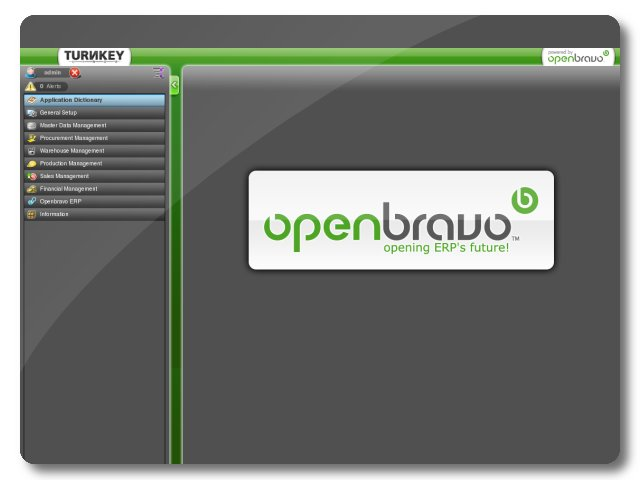 TURNKEY
powered by
openbravo
admin
0 Alerts
Application Dictionary
General Setup
Master Data Management
Procurement Management
Warehouse Management
Production Management
Sales Management
Financial Management
Openbravo ERP
Information
b
openbravo™
opening ERP's future!